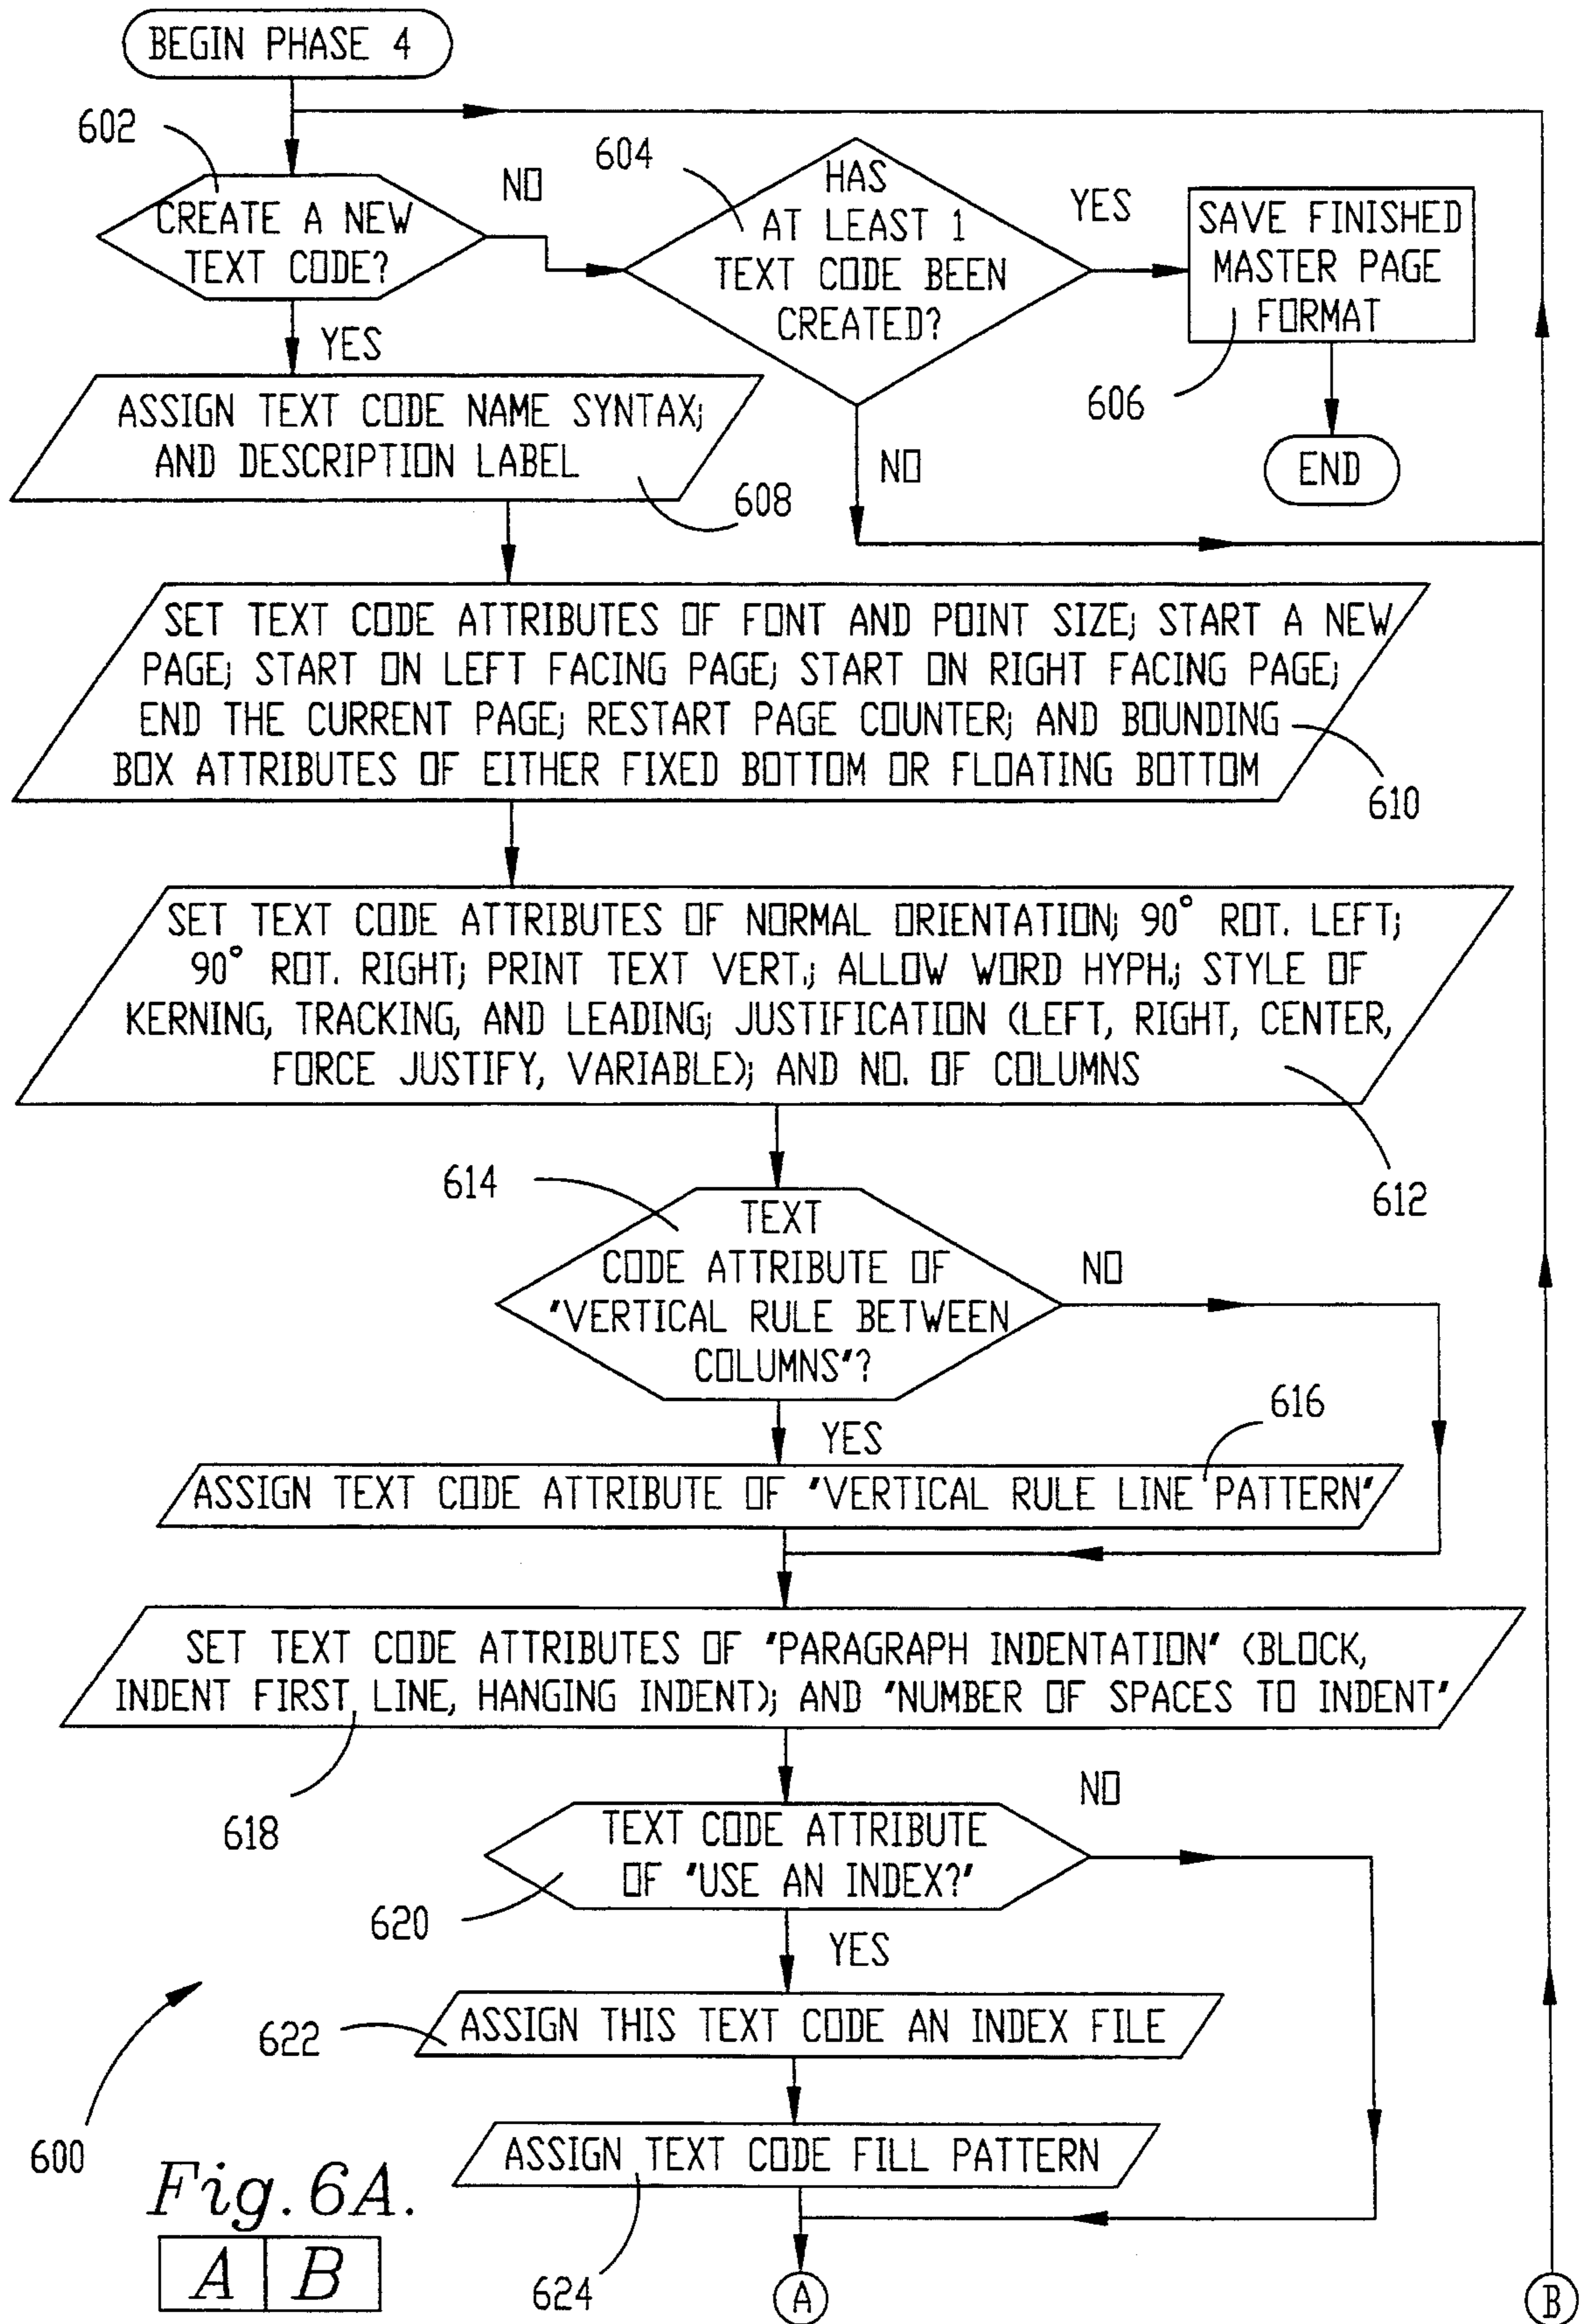 BEGIN PHASE 4
602
CREATE A NEW
TEXT CODE?
NO
YES
604
HAS
AT LEAST 1
TEXT CODE BEEN
CREATED?
YES
NO
SAVE FINISHED
MASTER PAGE
FORMAT
606
END
ASSIGN TEXT CODE NAME SYNTAX;
AND DESCRIPTION LABEL
608
SET TEXT CODE ATTRIBUTES OF FONT AND POINT SIZE; START A NEW
PAGE; START ON LEFT FACING PAGE; START ON RIGHT FACING PAGE;
END THE CURRENT PAGE; RESTART PAGE COUNTER; AND BOUNDING
BOX ATTRIBUTES OF EITHER FIXED BOTTOM OR FLOATING BOTTOM
610
SET TEXT CODE ATTRIBUTES OF NORMAL ORIENTATION; 90° ROT. LEFT;
90° ROT. RIGHT; PRINT TEXT VERT.; ALLOW WORD HYPH.; STYLE OF
KERNING, TRACKING, AND LEADING; JUSTIFICATION (LEFT, RIGHT, CENTER,
FORCE JUSTIFY, VARIABLE); AND NO. OF COLUMNS
612
614
TEXT
CODE ATTRIBUTE OF
"VERTICAL RULE BETWEEN
COLUMNS"?
NO
YES
616
ASSIGN TEXT CODE ATTRIBUTE OF "VERTICAL RULE LINE PATTERN"
SET TEXT CODE ATTRIBUTES OF "PARAGRAPH INDENTATION" (BLOCK,
INDENT FIRST LINE, HANGING INDENT); AND "NUMBER OF SPACES TO INDENT"
618
TEXT CODE ATTRIBUTE
OF "USE AN INDEX?"
NO
620
YES
622
ASSIGN THIS TEXT CODE AN INDEX FILE
ASSIGN TEXT CODE FILL PATTERN
624
600
Fig. 6A.
A B
A
B